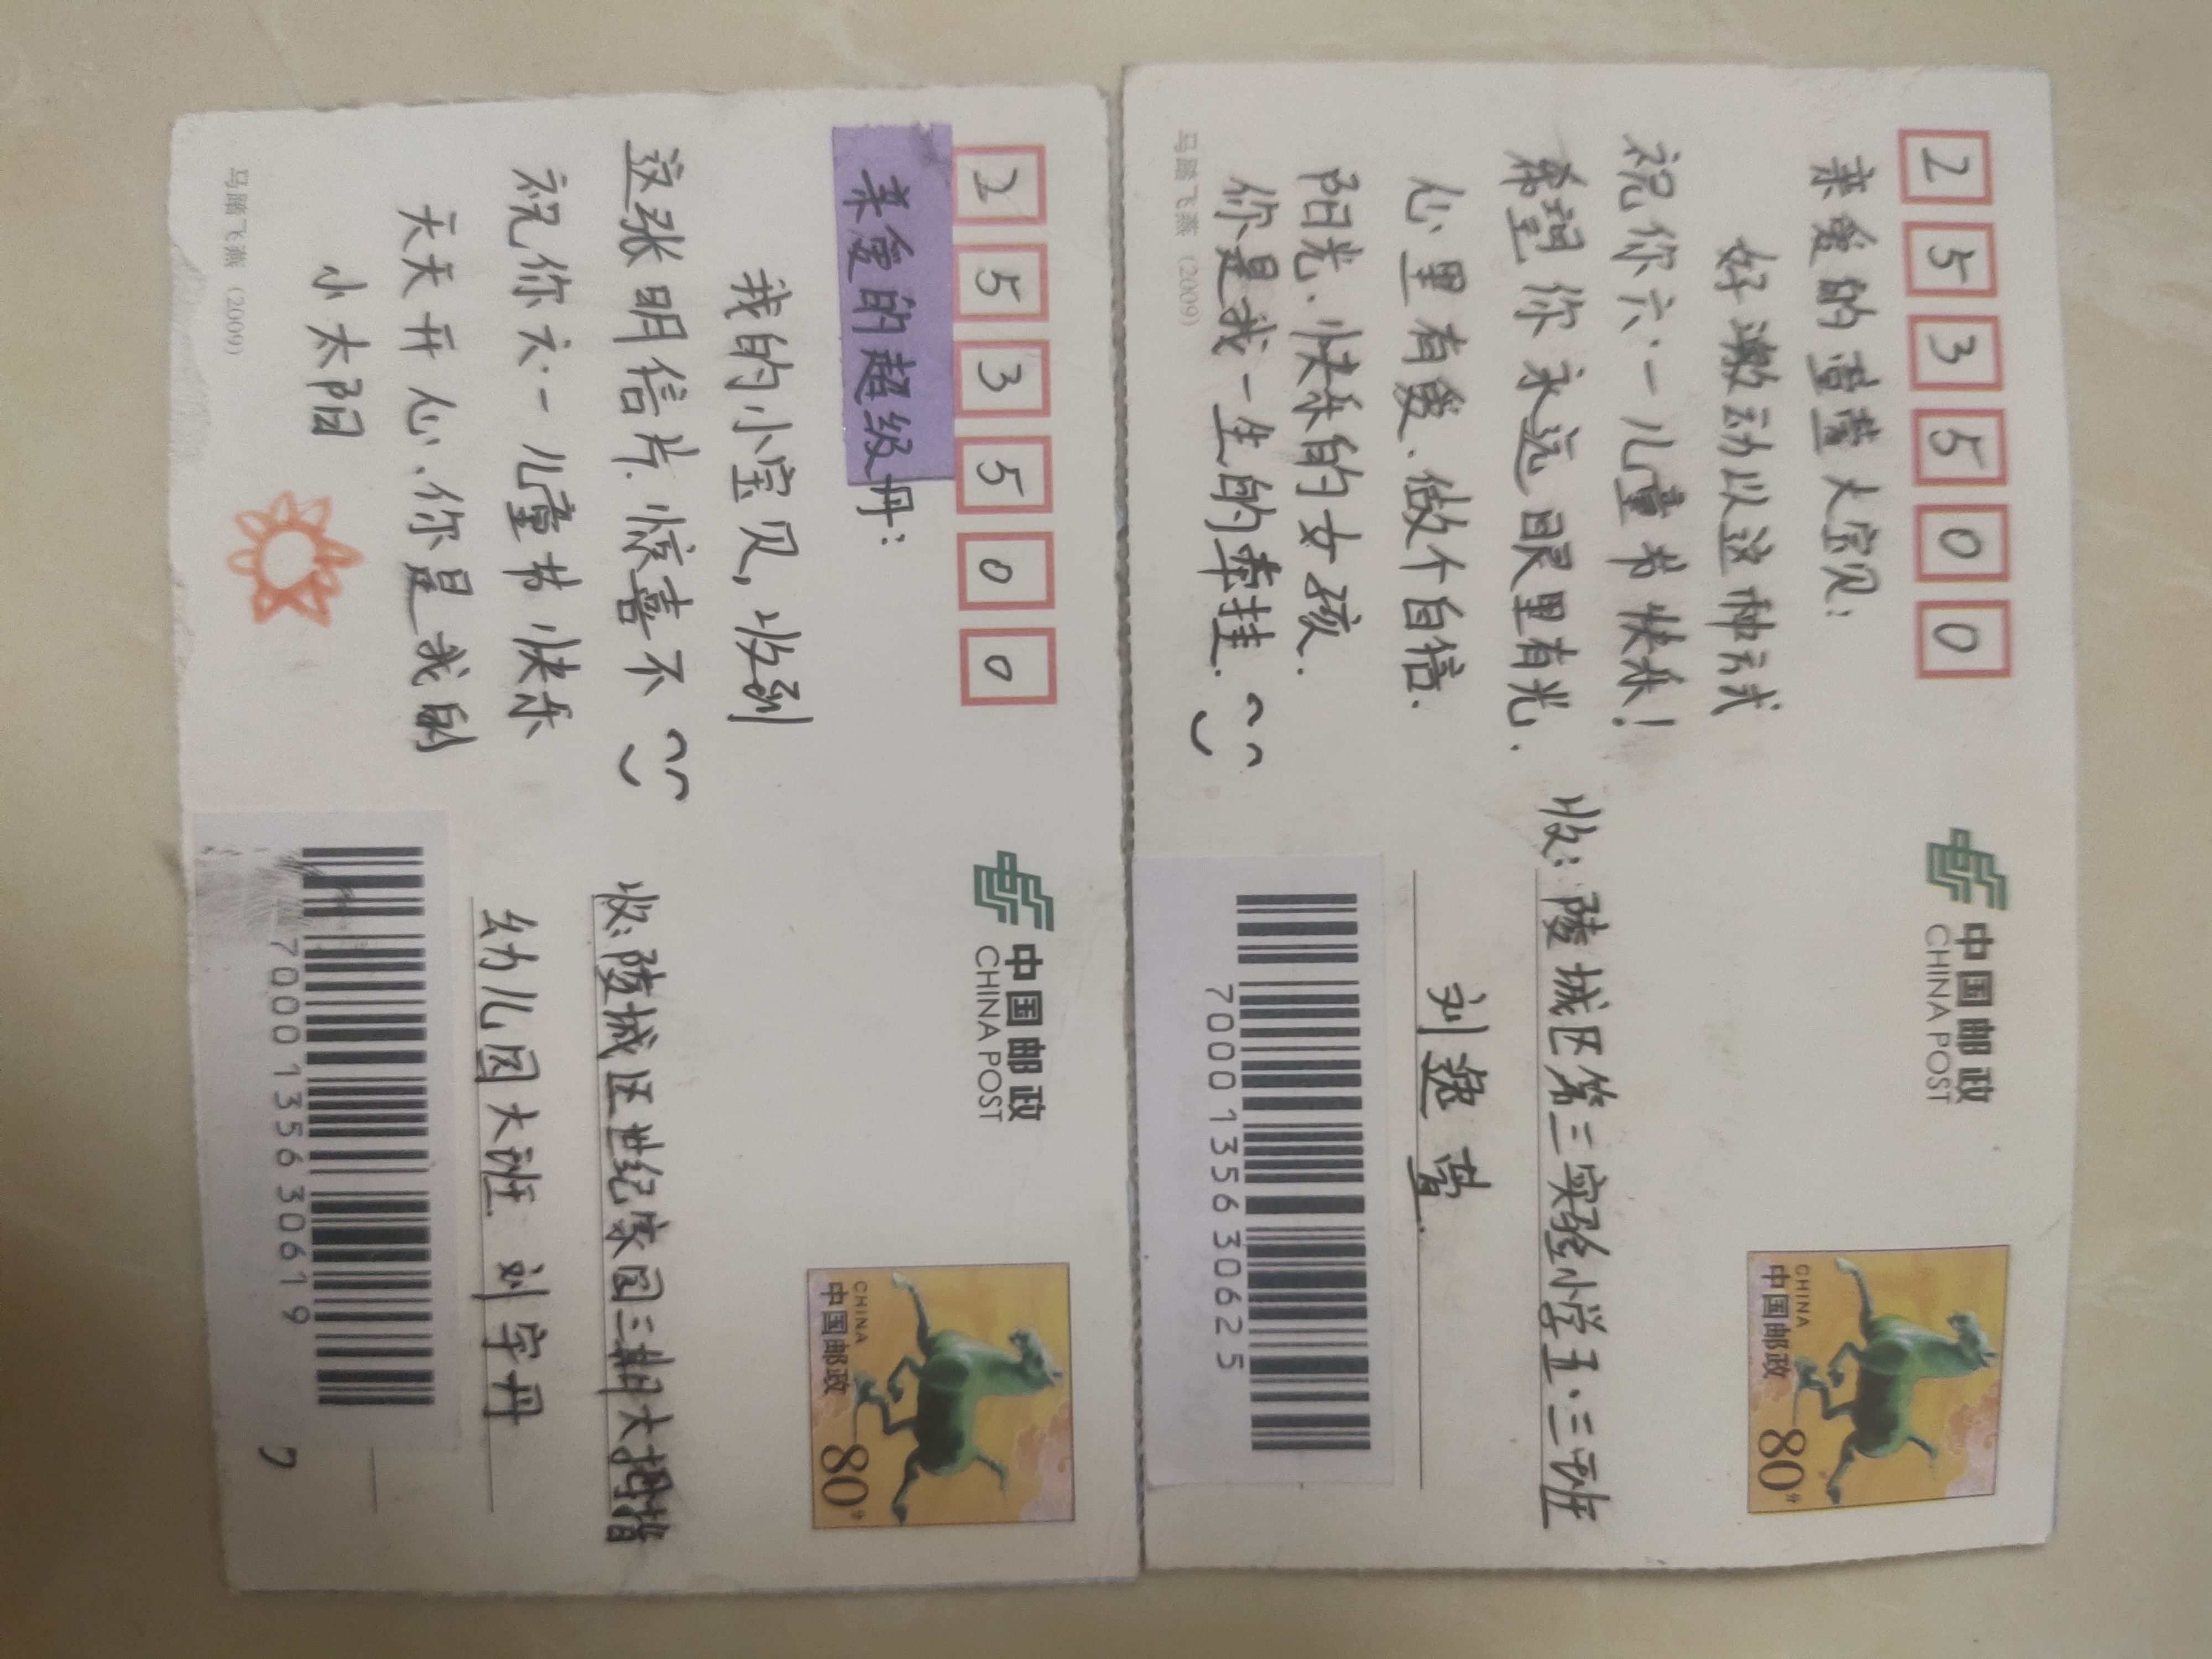 253500
中国邮政
CHINA POST
亲爱的萱萱大宝贝：
好激动以这种方式
祝你六·一儿童节快乐！
希望你永远眼里有光.
心里有爱.做个自信.
阳光.快乐的女孩.
你是我一生的牵挂.
马踏飞燕（2009）
CHINA
中国邮政
80分
收：陵城区第三实验小学五·三班
刘逸萱.
7000135630625
253500
中国邮政
CHINA POST
亲爱的超级丹：
我的小宝贝，收到
这张明信片.惊喜不
祝你六·一儿童节快乐
天天开心.你是我的
小太阳
马踏飞燕（2009）
CHINA
中国邮政
80分
收：陵城区世纪家园三期大拇指
幼儿园大班 刘宇丹
7000135630619